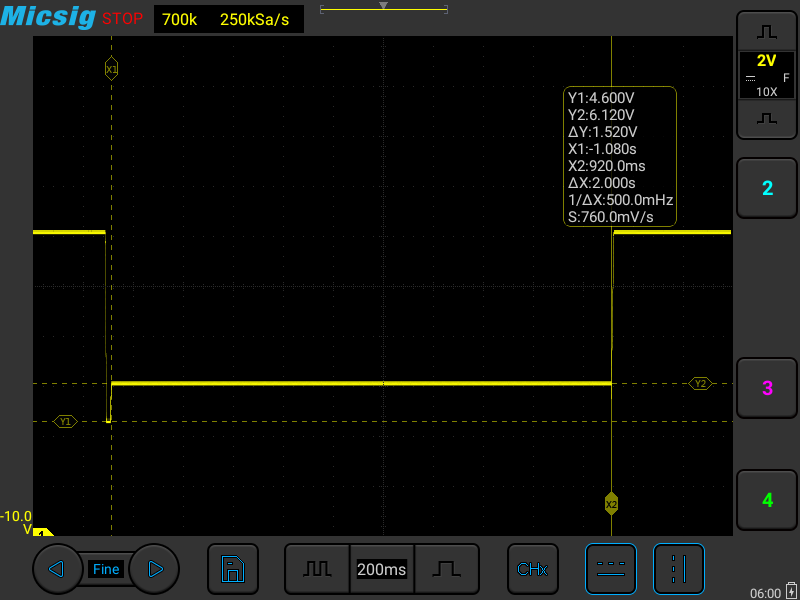 Micsig STOP 700k 250kSa/s
2V
F
10X
X1
Y1:4.600V
Y2:6.120V
ΔY:1.520V
X1:-1.080s
X2:920.0ms
ΔX:2.000s
1/ΔX:500.0mHz
S:760.0mV/s
2
Y2
3
Y1
X2
4
-10.0
V
1
Fine
200ms
CHx
06:00